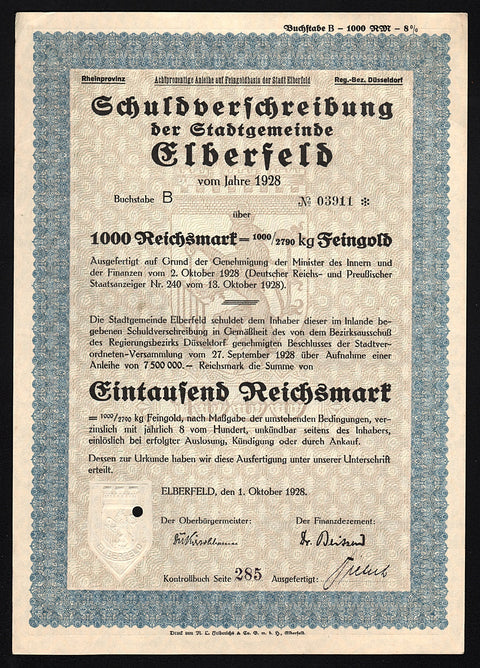 Buchstabe B – 1000 RM – 8%
Rheinprovinz
Achtprozentige Anleihe auf Feingoldbasis der Stadt Elberfeld
Reg.-Bez. Düsseldorf
Schuldverschreibung
der Stadtgemeinde
Elberfeld
vom Jahre 1928
Buchstabe B
№ 03911 ✻
über
1000 Reichsmark = 1000/2790 kg Feingold
Ausgefertigt auf Grund der Genehmigung der Minister des Innern und
der Finanzen vom 2. Oktober 1928 (Deutscher Reichs- und Preußischer
Staatsanzeiger Nr. 240 vom 13. Oktober 1928).
Die Stadtgemeinde Elberfeld schuldet dem Inhaber dieser im Inlande be-
gebenen Schuldverschreibung in Gemäßheit des von dem Bezirksausschuß
des Regierungsbezirks Düsseldorf genehmigten Beschlusses der Stadtver-
ordneten-Versammlung vom 27. September 1928 über Aufnahme einer
Anleihe von 7 500 000.— Reichsmark die Summe von
Eintausend Reichsmark
= 1000/2790 kg Feingold, nach Maßgabe der umstehenden Bedingungen, ver-
zinslich mit jährlich 8 vom Hundert, unkündbar seitens des Inhabers,
einlöslich bei erfolgter Auslosung, Kündigung oder durch Ankauf.
Dessen zur Urkunde haben wir diese Ausfertigung unter unserer Unterschrift
erteilt.
ELBERFELD, den 1. Oktober 1928.
Der Oberbürgermeister:
Der Finanzdezernent:
Kontrollbuch Seite 285 Ausgefertigt:
Druck von A. C. & Co. G. m. b. H., Elberfeld.